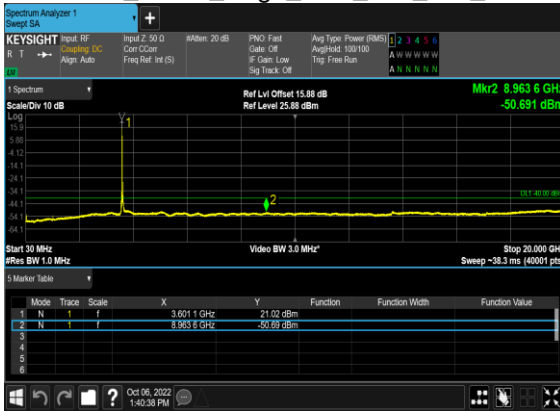 Spectrum Analyzer 1
Swept SA
+
KEYSIGHT
R T
LW
Input: RF
Coupling: DC
Align: Auto
Input Z: 50 Ω
Corr CCorr
Freq Ref: Int (S)
#Atten: 20 dB
PNO: Fast
Gate: Off
IF Gain: Low
Sig Track: Off
Avg Type: Power (RMS)
Avg|Hold: 100/100
Trig: Free Run
1 2 3 4 5 6
A W W W W W
A N N N N N
1 Spectrum
Scale/Div 10 dB
Ref Lvl Offset 15.88 dB
Ref Level 25.88 dBm
Mkr2 8.963 6 GHz
-50.691 dBm
Log
15.9
5.88
-4.12
-14.1
-24.1
-34.1
-44.1
-54.1
-64.1
1
2
DL1 -40.00 dBm
Start 30 MHz
#Res BW 1.0 MHz
Video BW 3.0 MHz*
Stop 20.000 GHz
Sweep ~38.3 ms (40001 pts)
5 Marker Table
Mode Trace Scale X Y Function Function Width Function Value
1 N 1 f 3.601 1 GHz 21.02 dBm
2 N 1 f 8.963 6 GHz -50.69 dBm
3
4
5
6
?
Oct 06, 2022
1:40:38 PM